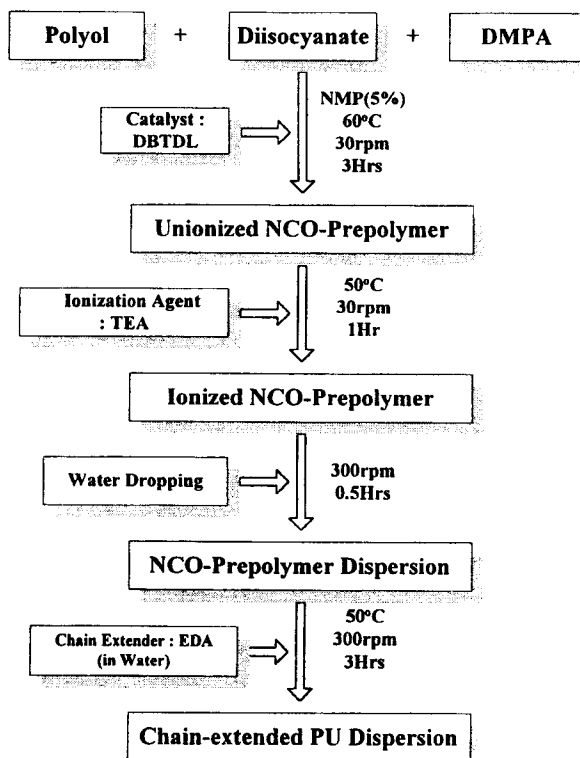 Polyol + Diisocyanate + DMPA
NMP(5%)
60°C
30rpm
3Hrs
Catalyst :
DBTDL
Unionized NCO-Prepolymer
50°C
30rpm
1Hr
Ionization Agent
: TEA
Ionized NCO-Prepolymer
Water Dropping
300rpm
0.5Hrs
NCO-Prepolymer Dispersion
50°C
300rpm
3Hrs
Chain Extender : EDA
(in Water)
Chain-extended PU Dispersion